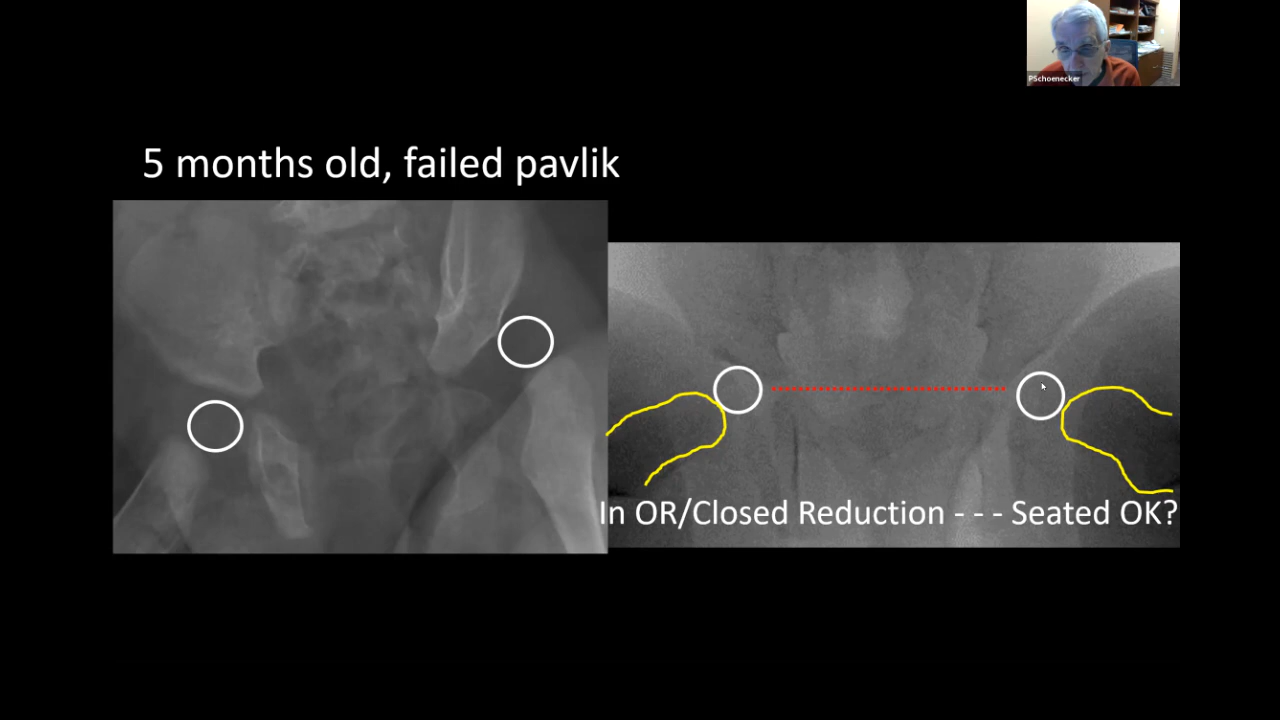 PSchoenecker
5 months old, failed pavlik
In OR/Closed Reduction - - - Seated OK?